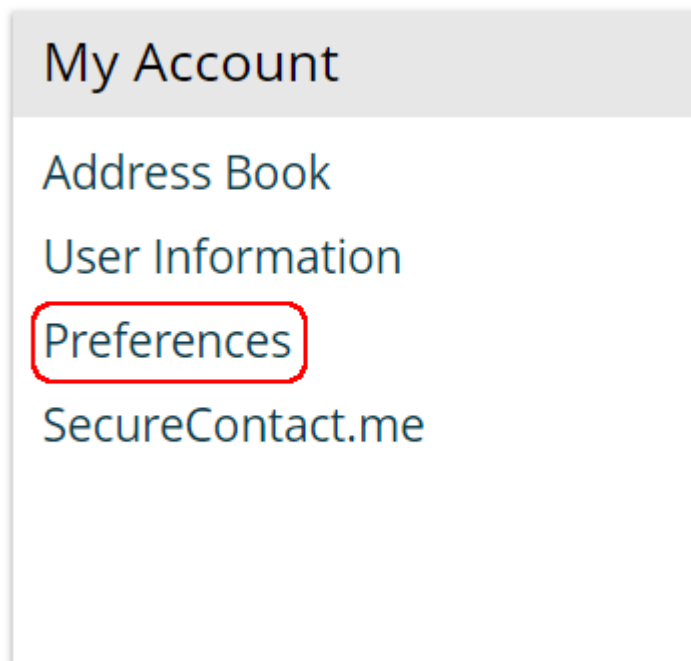 My Account
Address Book
User Information
Preferences
SecureContact.me